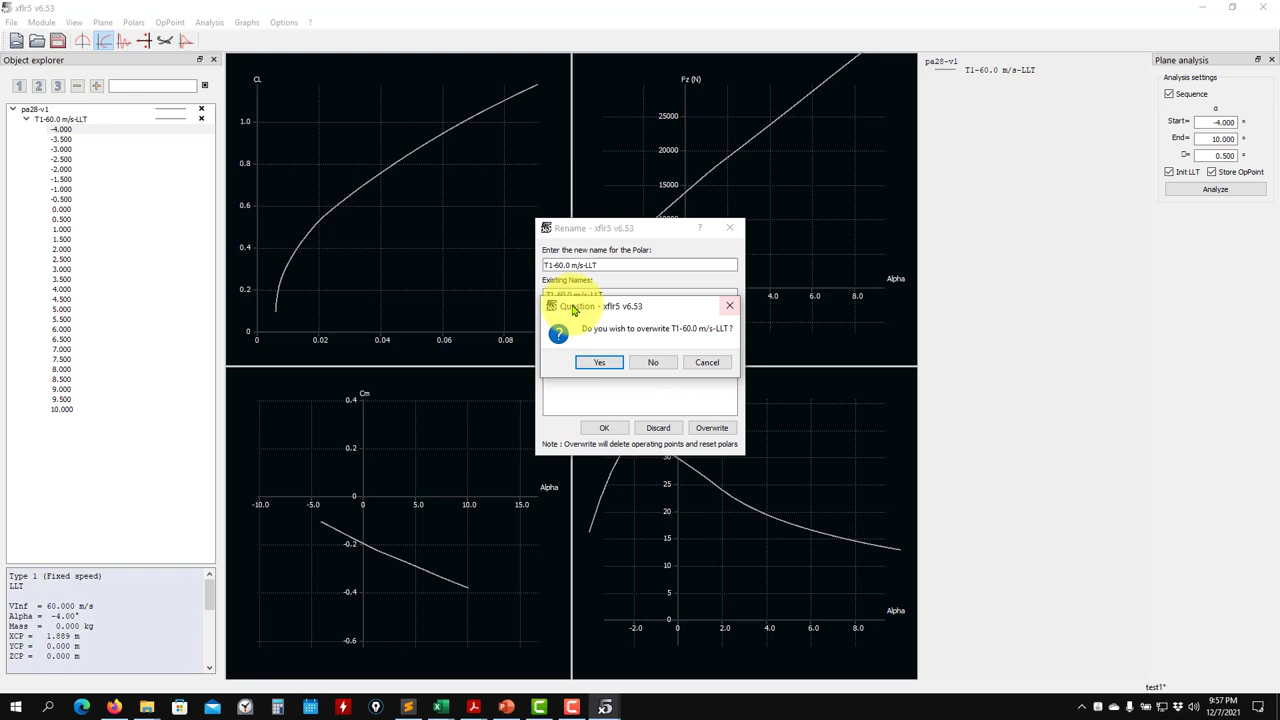 xflr5 v6.53
File Module View Plane Polars OpPoint Analysis Graphs Options ?
Object explorer
1 2 3
pa28-v1
T1-60.0 m/s-LLT
-4.000
-3.500
-3.000
-2.500
-2.000
-1.500
-1.000
-0.500
0.000
0.500
1.000
1.500
2.000
2.500
3.000
3.500
4.000
4.500
5.000
5.500
6.000
6.500
7.000
7.500
8.000
8.500
9.000
9.500
10.000
Type 1 (Fixed speed)
LLT
VInf = 60.000 m/s
Alpha = -4.00°
Mass = 0.000 kg
XCP = 1.889 m
YCP = 0.000 m
ZCP = 0.000 m
CL
1.0
0.8
0.6
0.4
0.2
0
0 0.02 0.04 0.06 0.08
Fz (N)
25000
20000
15000
10000
Alpha
4.0 6.0 8.0
Cm
0.4
0.2
0
-0.2
-0.4
-0.6
Alpha
-10.0 -5.0 0 5.0 10.0 15.0
30
25
20
15
10
5
0
Alpha
-2.0 0 2.0 4.0 6.0 8.0
Rename - xflr5 v6.53
?
Enter the new name for the Polar:
T1-60.0 m/s-LLT
Existing Names:
T1-60.0 m/s-LLT
Question - xflr5 v6.53
Do you wish to overwrite T1-60.0 m/s-LLT ?
Yes No Cancel
OK Discard Overwrite
Note : Overwrite will delete operating points and reset polars
pa28-v1
T1-60.0 m/s-LLT
Plane analysis
Analysis settings
Sequence
α
Start= -4.000 °
End= 10.000 °
= 0.500 °
Init LLT Store OpPoint
Analyze
test1*
9:57 PM
12/7/2021